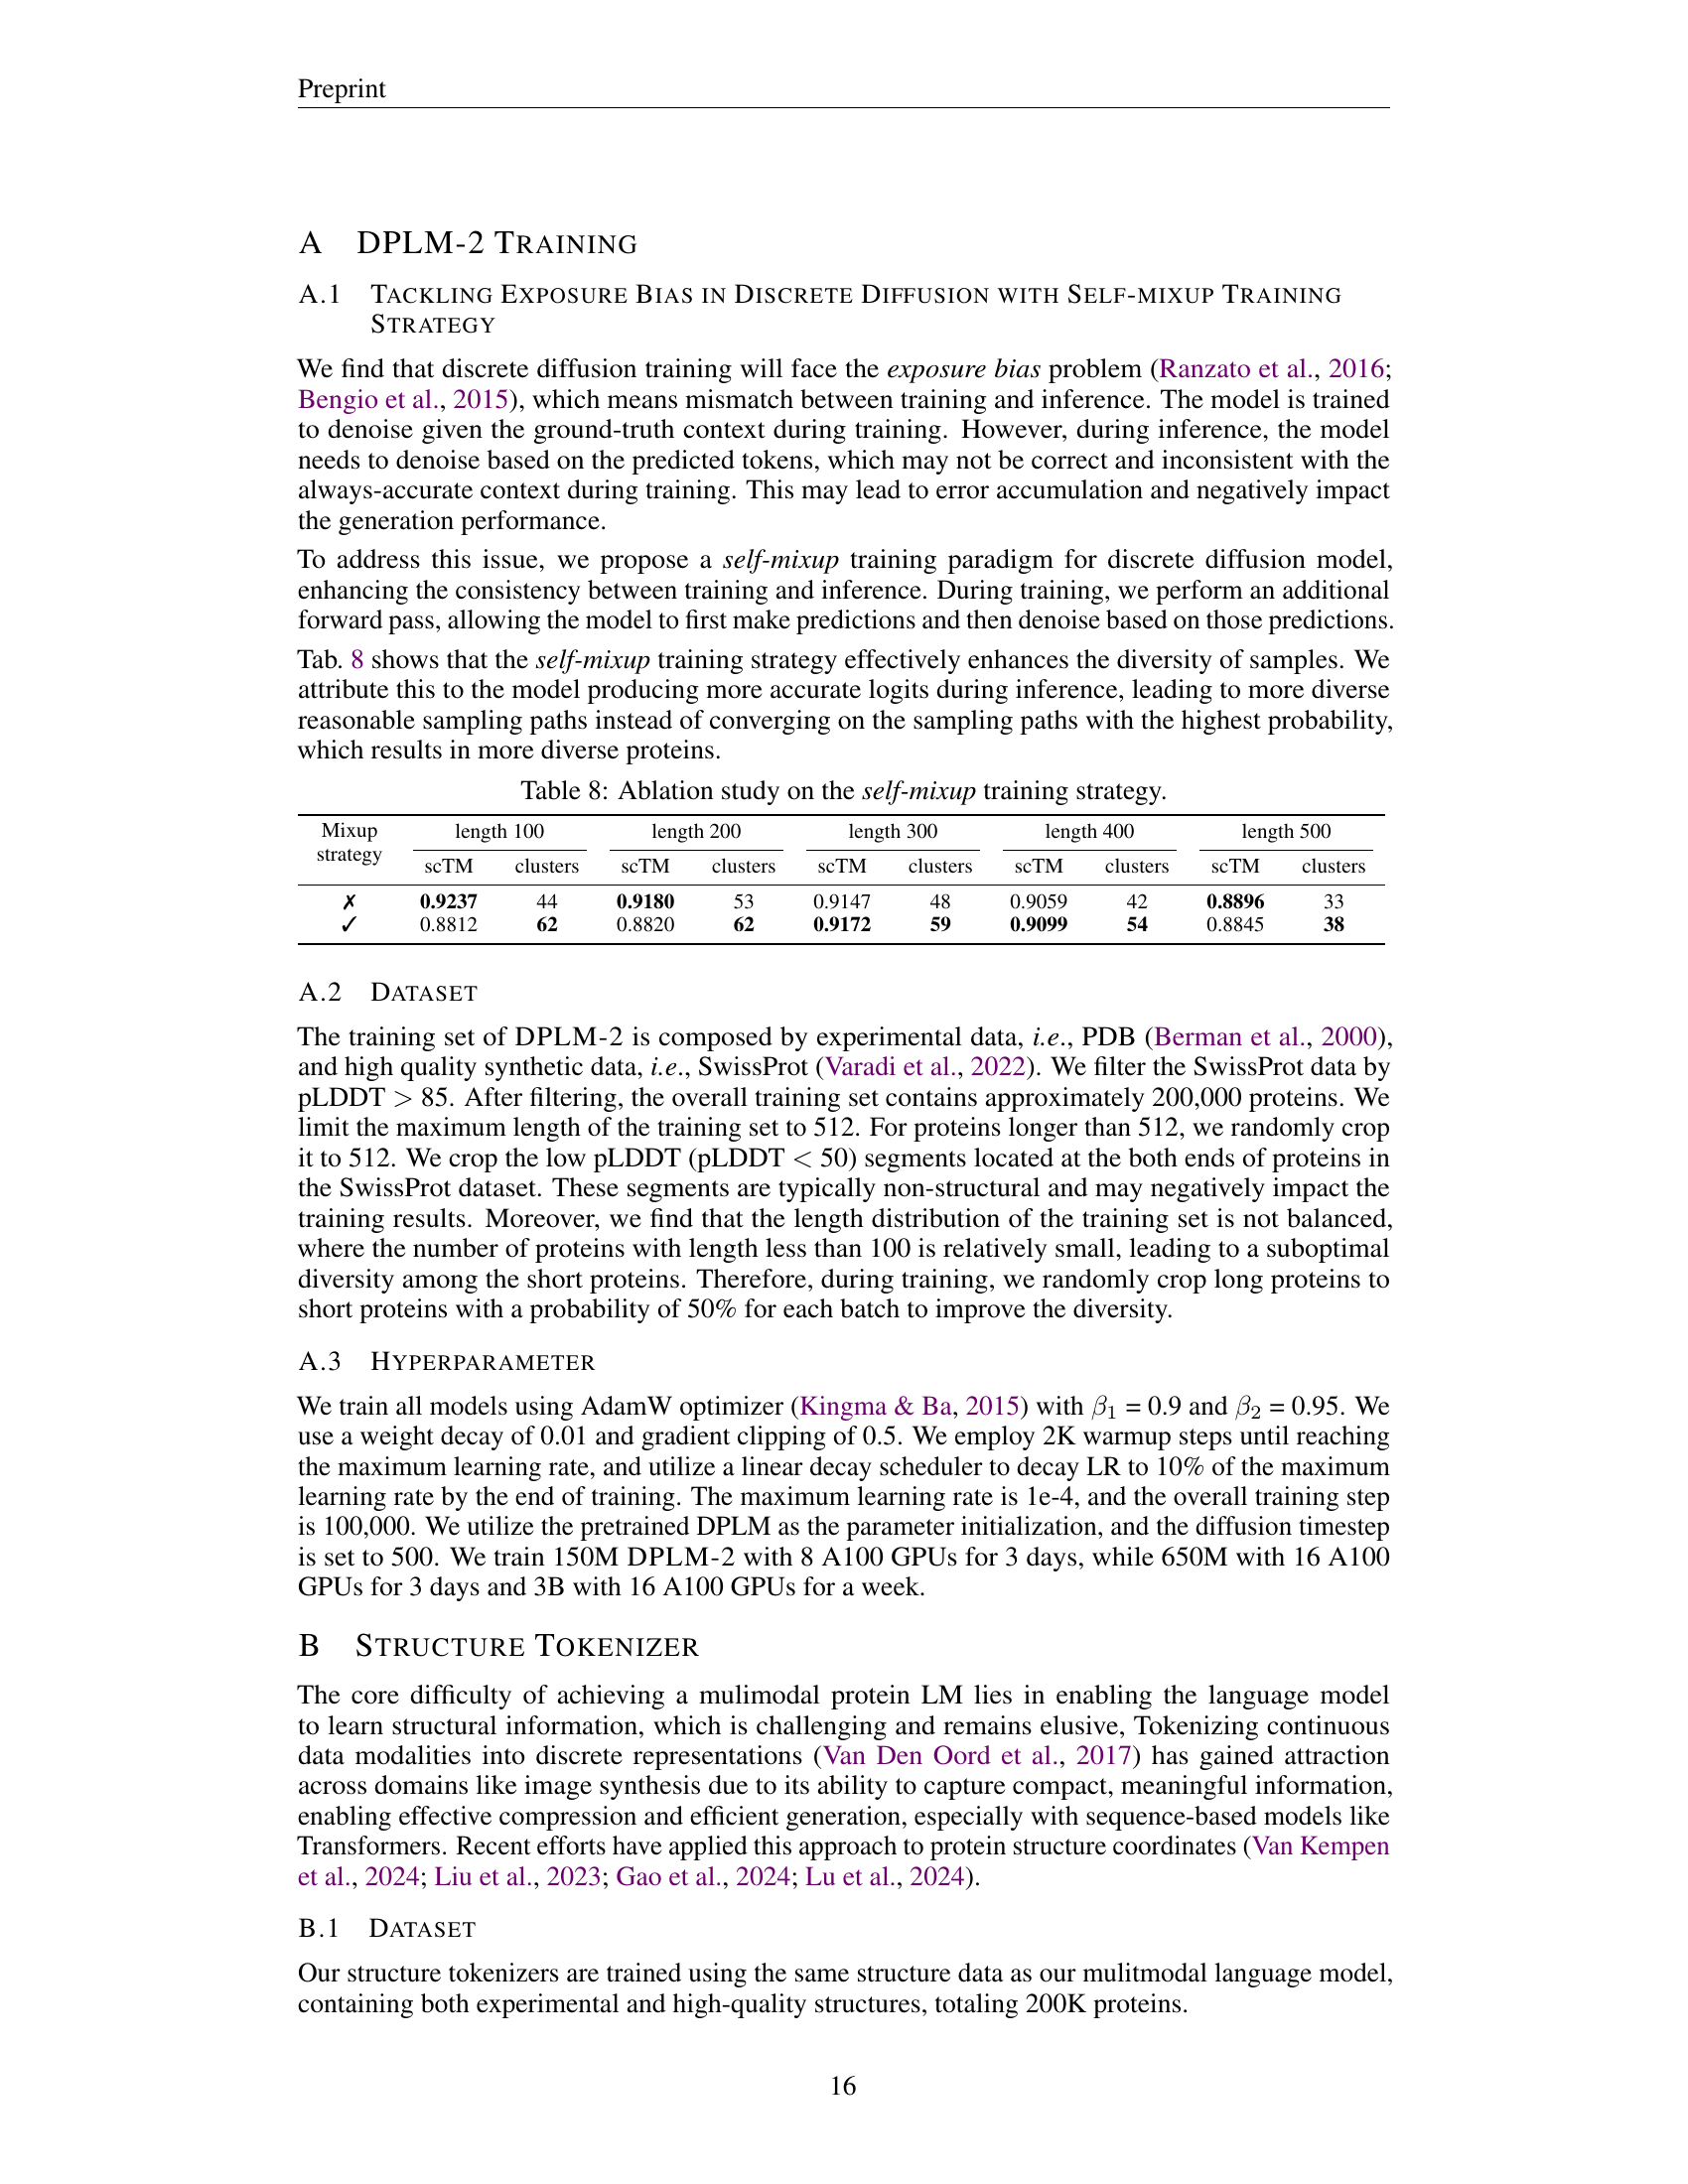 Preprint
A DPLM-2 TRAINING
A.1 TACKLING EXPOSURE BIAS IN DISCRETE DIFFUSION WITH SELF-MIXUP TRAINING
STRATEGY
We find that discrete diffusion training will face the exposure bias problem (Ranzato et al., 2016;
Bengio et al., 2015), which means mismatch between training and inference. The model is trained
to denoise given the ground-truth context during training. However, during inference, the model
needs to denoise based on the predicted tokens, which may not be correct and inconsistent with the
always-accurate context during training. This may lead to error accumulation and negatively impact
the generation performance.
To address this issue, we propose a self-mixup training paradigm for discrete diffusion model,
enhancing the consistency between training and inference. During training, we perform an additional
forward pass, allowing the model to first make predictions and then denoise based on those predictions.
Tab. 8 shows that the self-mixup training strategy effectively enhances the diversity of samples. We
attribute this to the model producing more accurate logits during inference, leading to more diverse
reasonable sampling paths instead of converging on the sampling paths with the highest probability,
which results in more diverse proteins.
Table 8: Ablation study on the self-mixup training strategy.
Mixup strategy length 100 length 200 length 300 length 400 length 500
scTM clusters scTM clusters scTM clusters scTM clusters scTM clusters
✗ 0.9237 44 0.9180 53 0.9147 48 0.9059 42 0.8896 33
✓ 0.8812 62 0.8820 62 0.9172 59 0.9099 54 0.8845 38
A.2 DATASET
The training set of DPLM-2 is composed by experimental data, i.e., PDB (Berman et al., 2000),
and high quality synthetic data, i.e., SwissProt (Varadi et al., 2022). We filter the SwissProt data by
pLDDT > 85. After filtering, the overall training set contains approximately 200,000 proteins. We
limit the maximum length of the training set to 512. For proteins longer than 512, we randomly crop
it to 512. We crop the low pLDDT (pLDDT < 50) segments located at the both ends of proteins in
the SwissProt dataset. These segments are typically non-structural and may negatively impact the
training results. Moreover, we find that the length distribution of the training set is not balanced,
where the number of proteins with length less than 100 is relatively small, leading to a suboptimal
diversity among the short proteins. Therefore, during training, we randomly crop long proteins to
short proteins with a probability of 50% for each batch to improve the diversity.
A.3 HYPERPARAMETER
We train all models using AdamW optimizer (Kingma & Ba, 2015) with β₁ = 0.9 and β₂ = 0.95. We
use a weight decay of 0.01 and gradient clipping of 0.5. We employ 2K warmup steps until reaching
the maximum learning rate, and utilize a linear decay scheduler to decay LR to 10% of the maximum
learning rate by the end of training. The maximum learning rate is 1e-4, and the overall training step
is 100,000. We utilize the pretrained DPLM as the parameter initialization, and the diffusion timestep
is set to 500. We train 150M DPLM-2 with 8 A100 GPUs for 3 days, while 650M with 16 A100
GPUs for 3 days and 3B with 16 A100 GPUs for a week.
B STRUCTURE TOKENIZER
The core difficulty of achieving a mulimodal protein LM lies in enabling the language model
to learn structural information, which is challenging and remains elusive, Tokenizing continuous
data modalities into discrete representations (Van Den Oord et al., 2017) has gained attraction
across domains like image synthesis due to its ability to capture compact, meaningful information,
enabling effective compression and efficient generation, especially with sequence-based models like
Transformers. Recent efforts have applied this approach to protein structure coordinates (Van Kempen
et al., 2024; Liu et al., 2023; Gao et al., 2024; Lu et al., 2024).
B.1 DATASET
Our structure tokenizers are trained using the same structure data as our mulitmodal language model,
containing both experimental and high-quality structures, totaling 200K proteins.
16